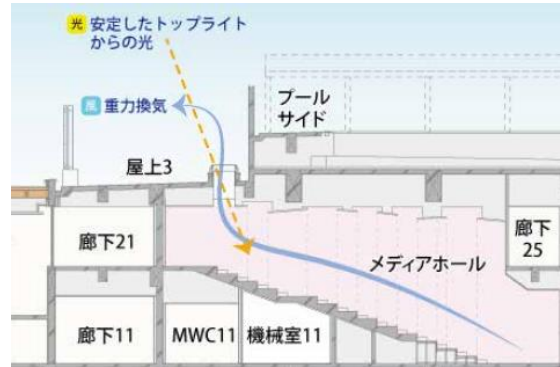 光 安定したトップライト
からの光
風 重力換気
プール
サイド
屋上3
廊下21
メディアホール
廊下
25
廊下11
MWC11
機械室11